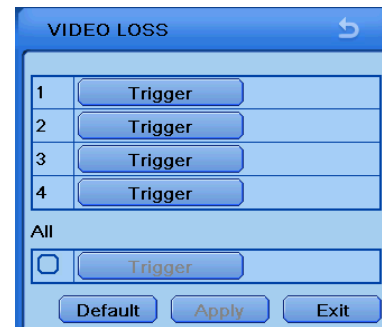 VIDEO LOSS
1 Trigger
2 Trigger
3 Trigger
4 Trigger
All
Trigger
Default Apply Exit